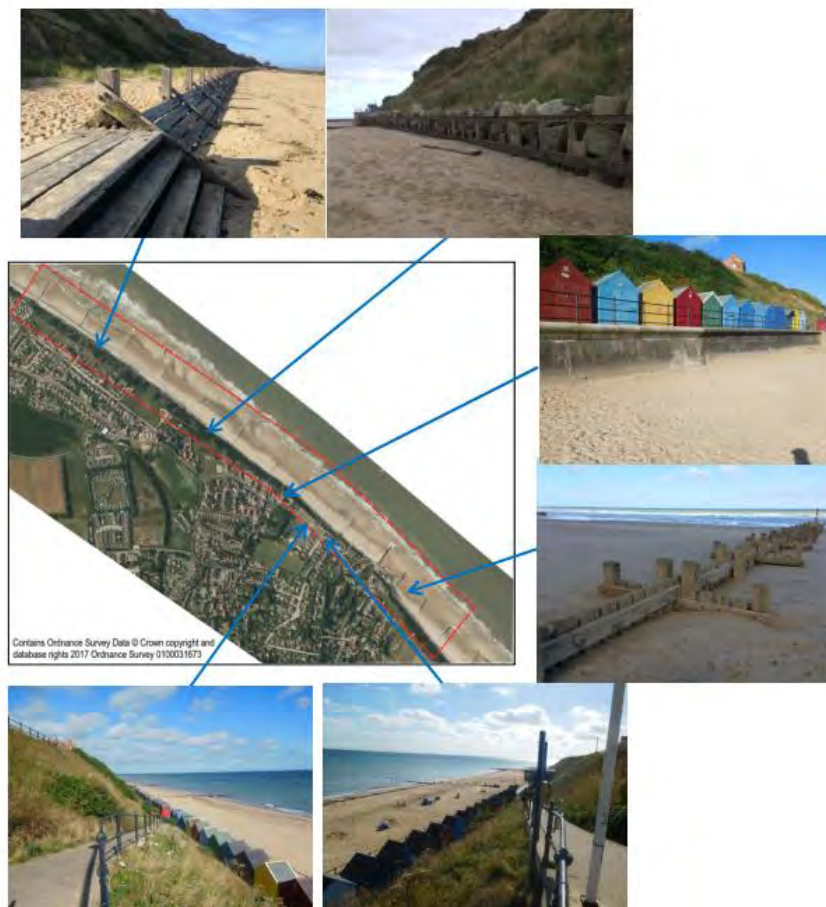 Contains Ordnance Survey Data © Crown copyright and
database rights 2017 Ordnance Survey 0100031673